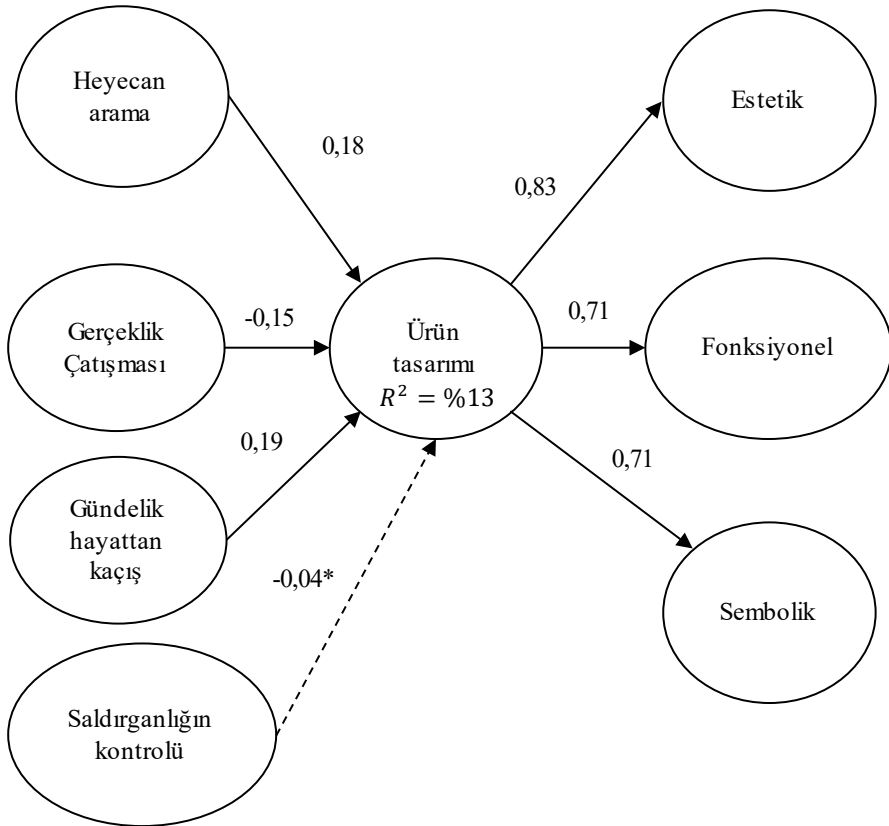 Heyecan
arama
Estetik
0,18
0,83
Gerçeklik
Çatışması
-0,15
Ürün
tasarımı
R² = %13
0,71
Fonksiyonel
0,19
0,71
Gündelik
hayattan
kaçış
-0,04*
Sembolik
Saldırganlığın
kontrolü